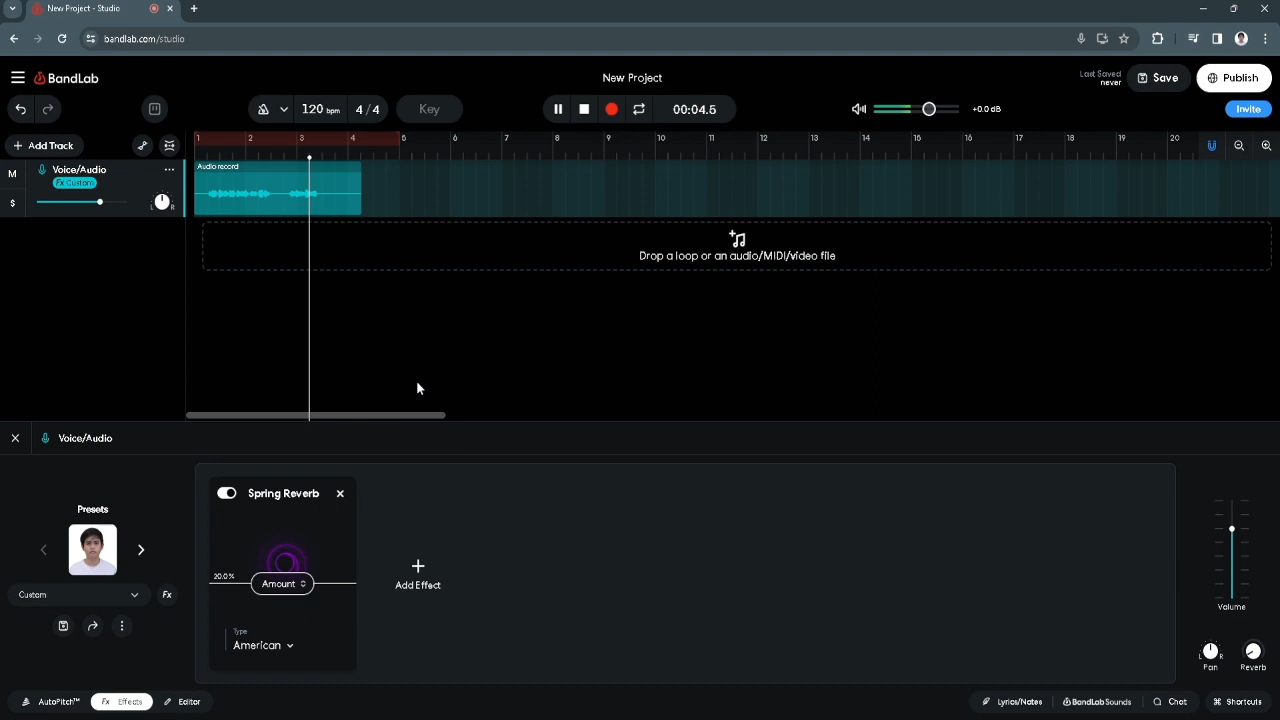 New Project - Studio
bandlab.com/studio
BandLab
New Project
Last Saved
never
Save
Publish
120 bpm
4/4
Key
00:04.5
+0.0 dB
Invite
Add Track
1 2 3 4 5 6 7 8 9 10 11 12 13 14 15 16 17 18 19 20
M
Voice/Audio
Fx Custom
S
L R
Audio record
Drop a loop or an audio/MIDI/video file
Voice/Audio
Presets
Custom
Fx
Spring Reverb
20.0%
Amount
Type
American
Add Effect
Volume
L R
Pan
Reverb
AutoPitch™
Fx Effects
Editor
Lyrics/Notes
BandLab Sounds
Chat
Shortcuts